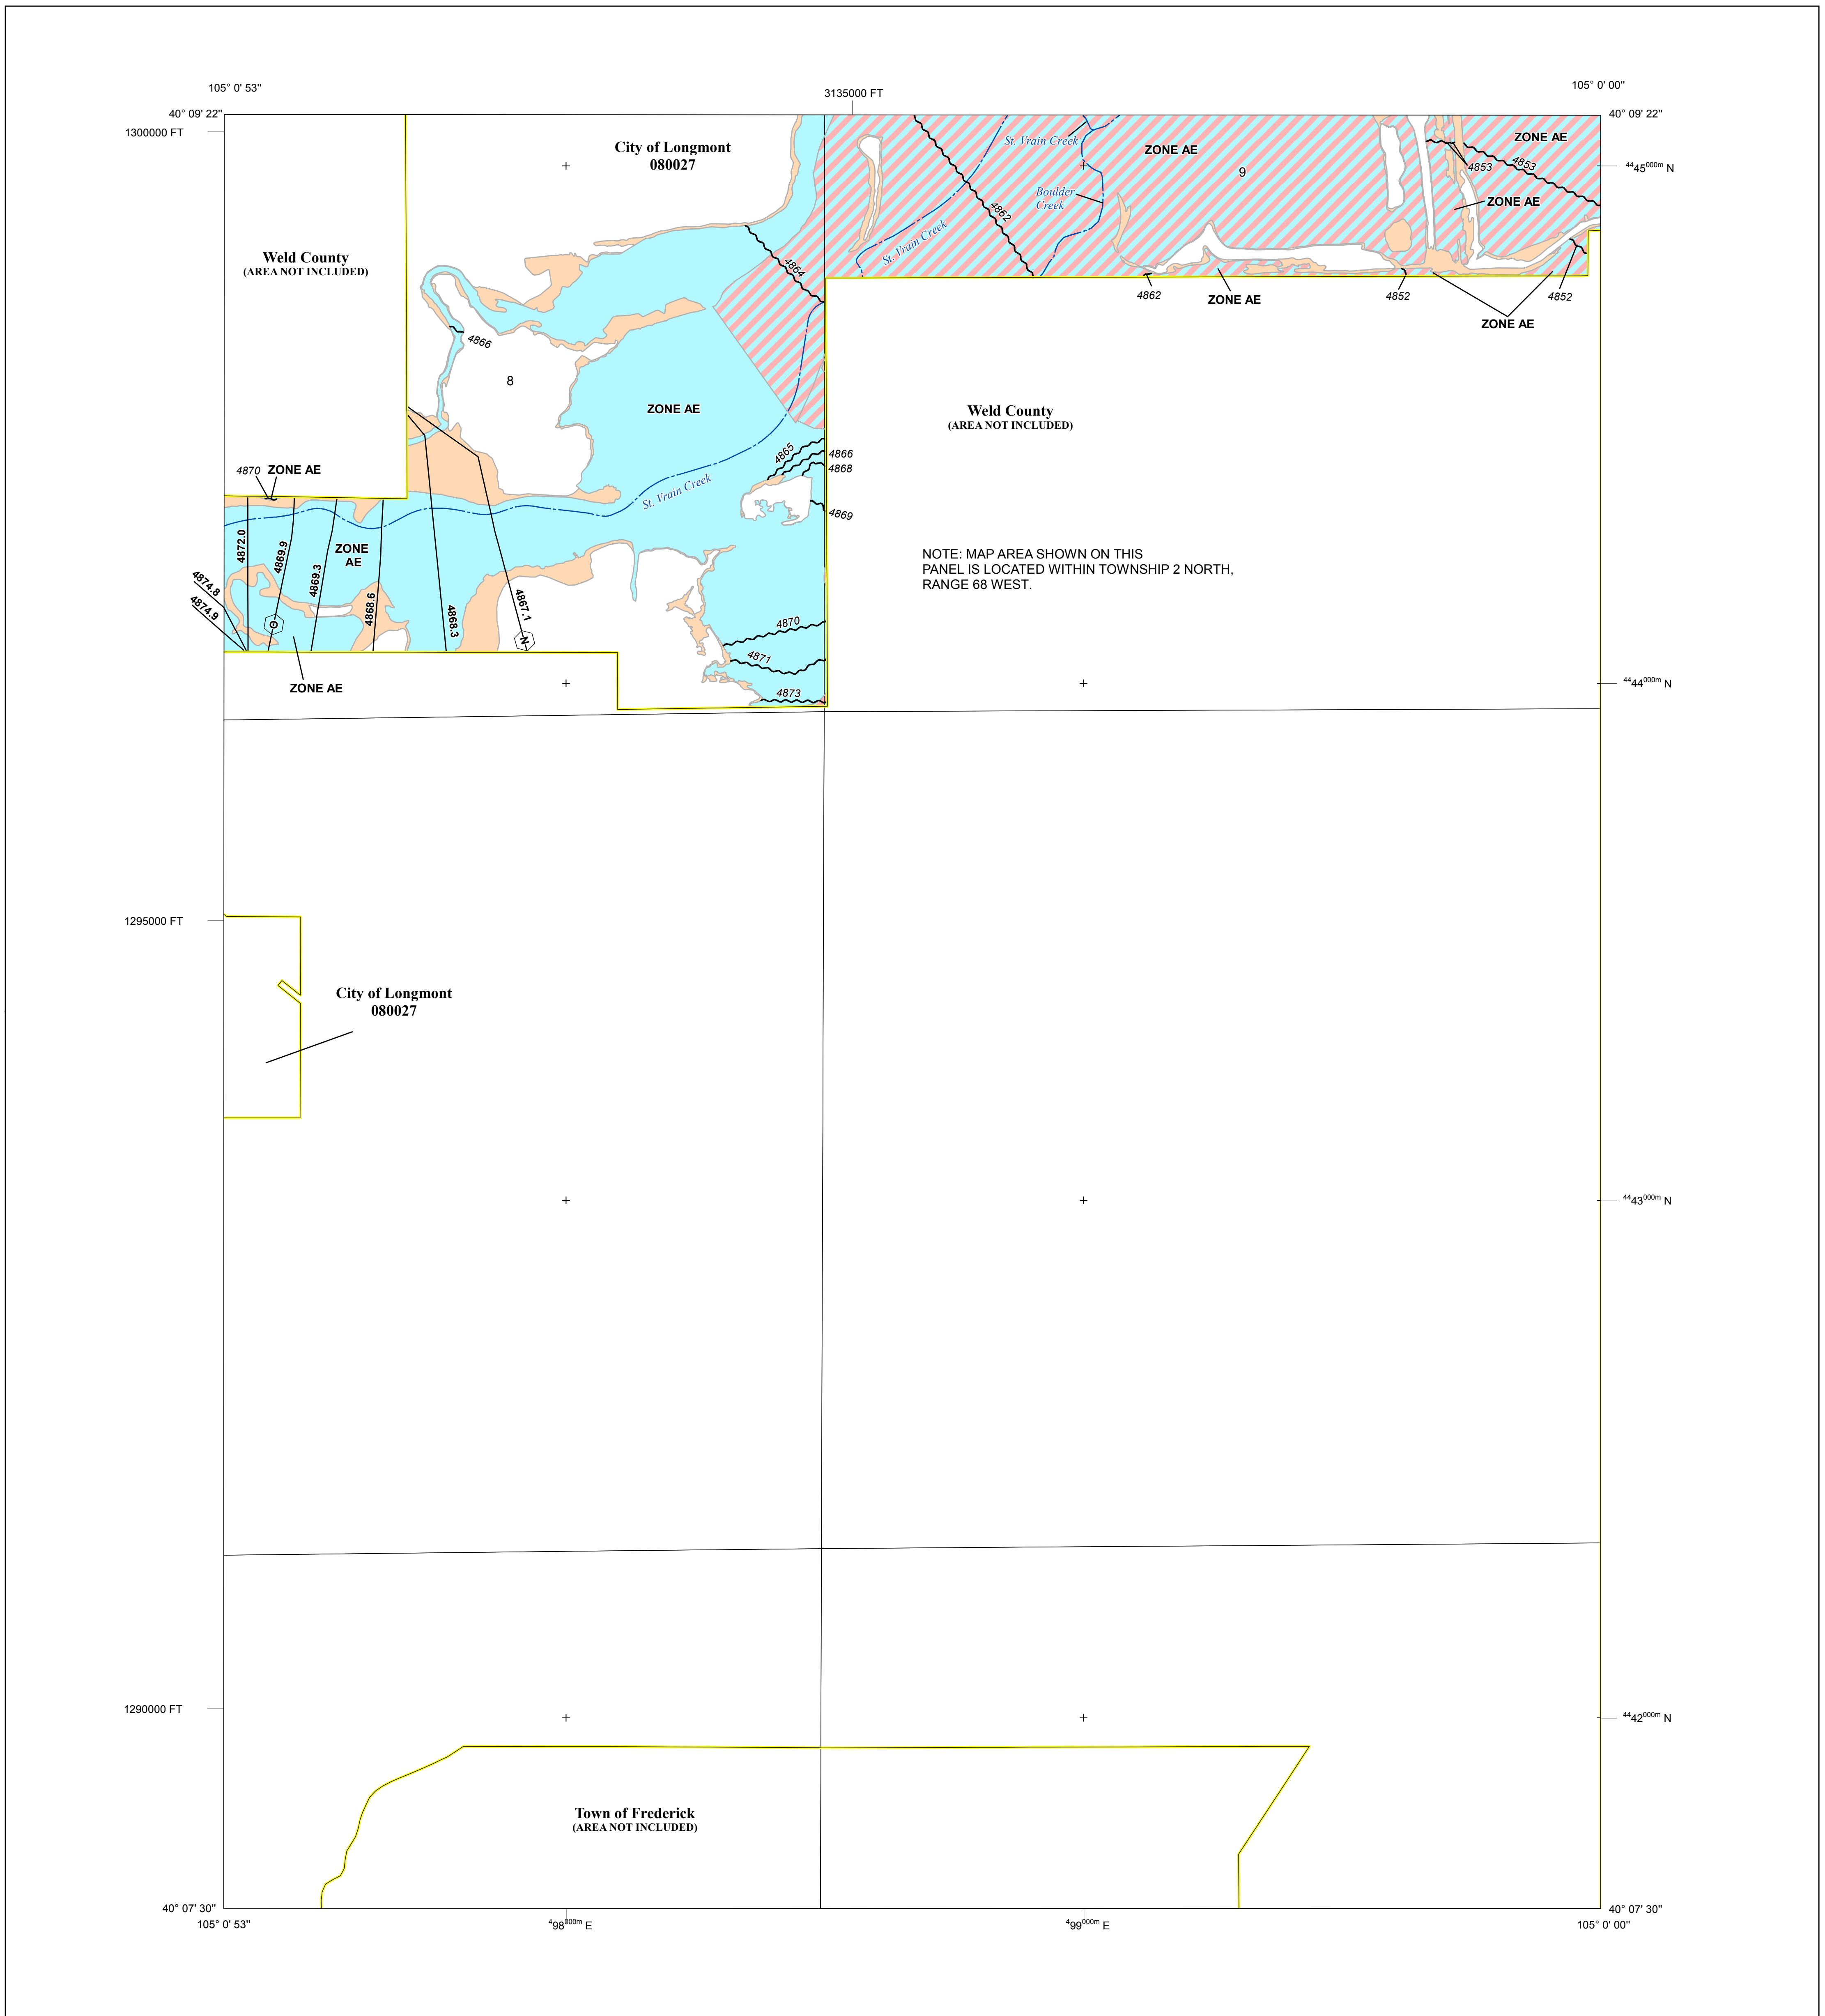 105° 0' 53"
3135000 FT
105° 0' 00"
40° 09' 22"
40° 09' 22"
1300000 FT
City of Longmont
080027
St. Vrain Creek
ZONE AE
ZONE AE
9
4853
4853
4445000m N
Boulder
Creek
ZONE AE
4862
St. Vrain Creek
Weld County
(AREA NOT INCLUDED)
4864
4862
ZONE AE
4852
4852
ZONE AE
4866
8
ZONE AE
Weld County
(AREA NOT INCLUDED)
4865
4866
4868
4870
ZONE AE
St. Vrain Creek
4869
4872.0
4869.9
4869.3
ZONE
AE
4868.6
4868.3
4867.1
4874.8
4874.9
O
N
NOTE: MAP AREA SHOWN ON THIS
PANEL IS LOCATED WITHIN TOWNSHIP 2 NORTH,
RANGE 68 WEST.
4870
4871
4873
ZONE AE
4444000m N
1295000 FT
City of Longmont
080027
4443000m N
1290000 FT
4442000m N
Town of Frederick
(AREA NOT INCLUDED)
40° 07' 30"
40° 07' 30"
105° 0' 53"
498000m E
499000m E
105° 0' 00"